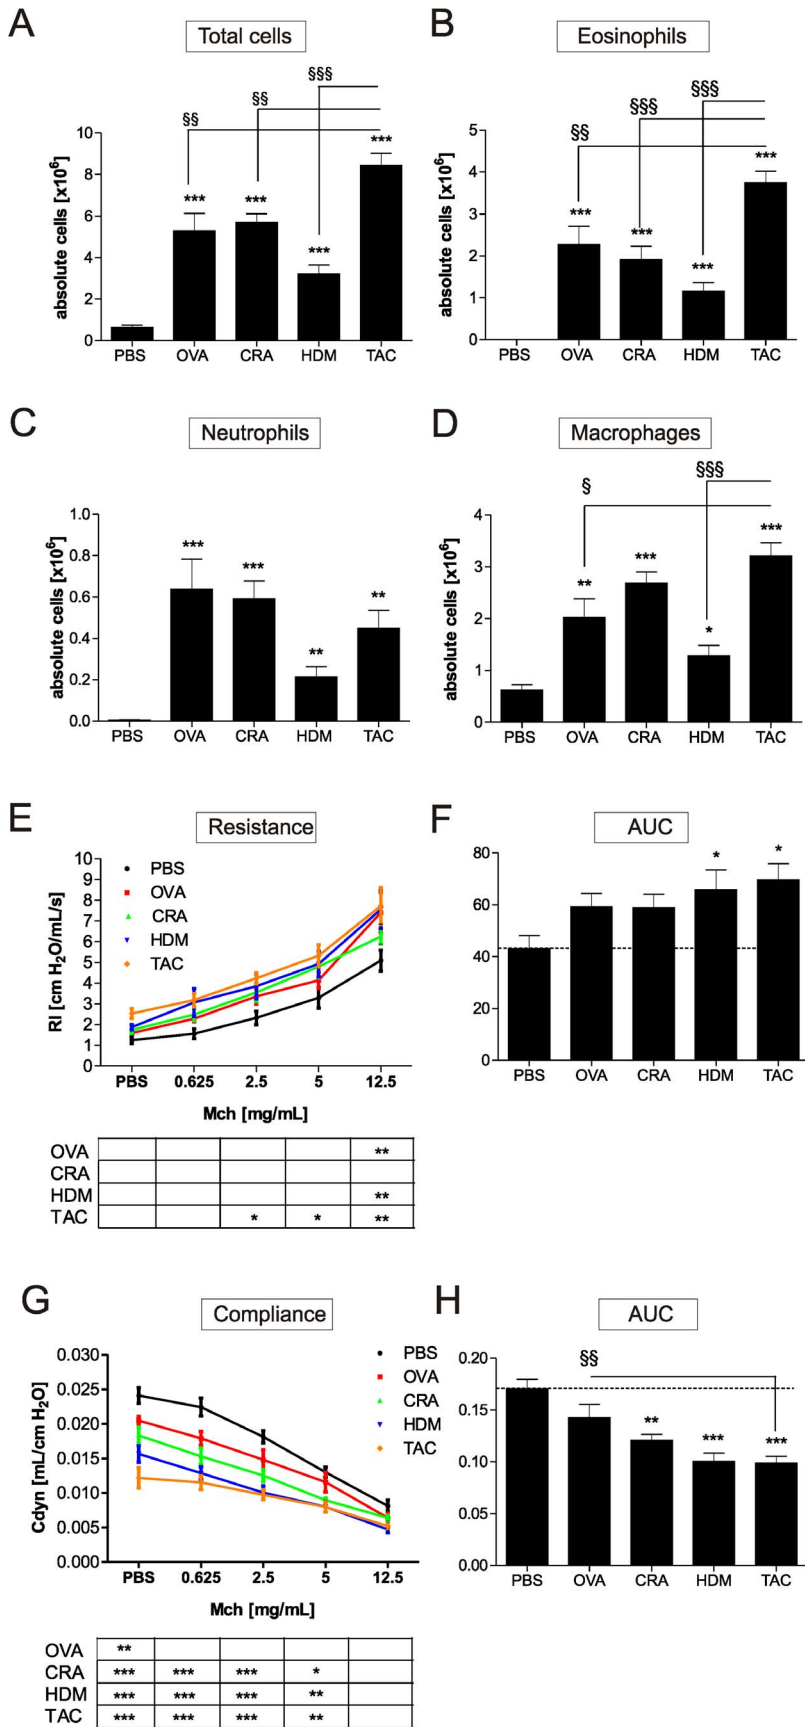 A
Total cells
§§§
§§
§§
***
***
***
***
10
8
6
4
2
0
absolute cells [x10⁶]
PBS OVA CRA HDM TAC
B
Eosinophils
§§§
§§§
§§
***
***
***
***
5
4
3
2
1
0
absolute cells [x10⁶]
PBS OVA CRA HDM TAC
C
Neutrophils
***
***
**
**
1.0
0.8
0.6
0.4
0.2
0.0
absolute cells [x10⁶]
PBS OVA CRA HDM TAC
D
Macrophages
§§§
§
**
***
*
***
4
3
2
1
0
absolute cells [x10⁶]
PBS OVA CRA HDM TAC
E
Resistance
PBS
OVA
CRA
HDM
TAC
10
9
8
7
6
5
4
3
2
1
0
Rl [cm H₂O/mL/s]
PBS 0.625 2.5 5 12.5
Mch [mg/mL]
OVA **
CRA
HDM **
TAC * * **
F
AUC
*
*
80
60
40
20
0
PBS OVA CRA HDM TAC
G
Compliance
PBS
OVA
CRA
HDM
TAC
0.030
0.025
0.020
0.015
0.010
0.005
0.000
Cdyn [mL/cm H₂O]
PBS 0.625 2.5 5 12.5
Mch [mg/mL]
OVA **
CRA *** *** *** *
HDM *** *** *** **
TAC *** *** *** **
H
AUC
§§
**
***
***
0.20
0.15
0.10
0.05
0.00
PBS OVA CRA HDM TAC